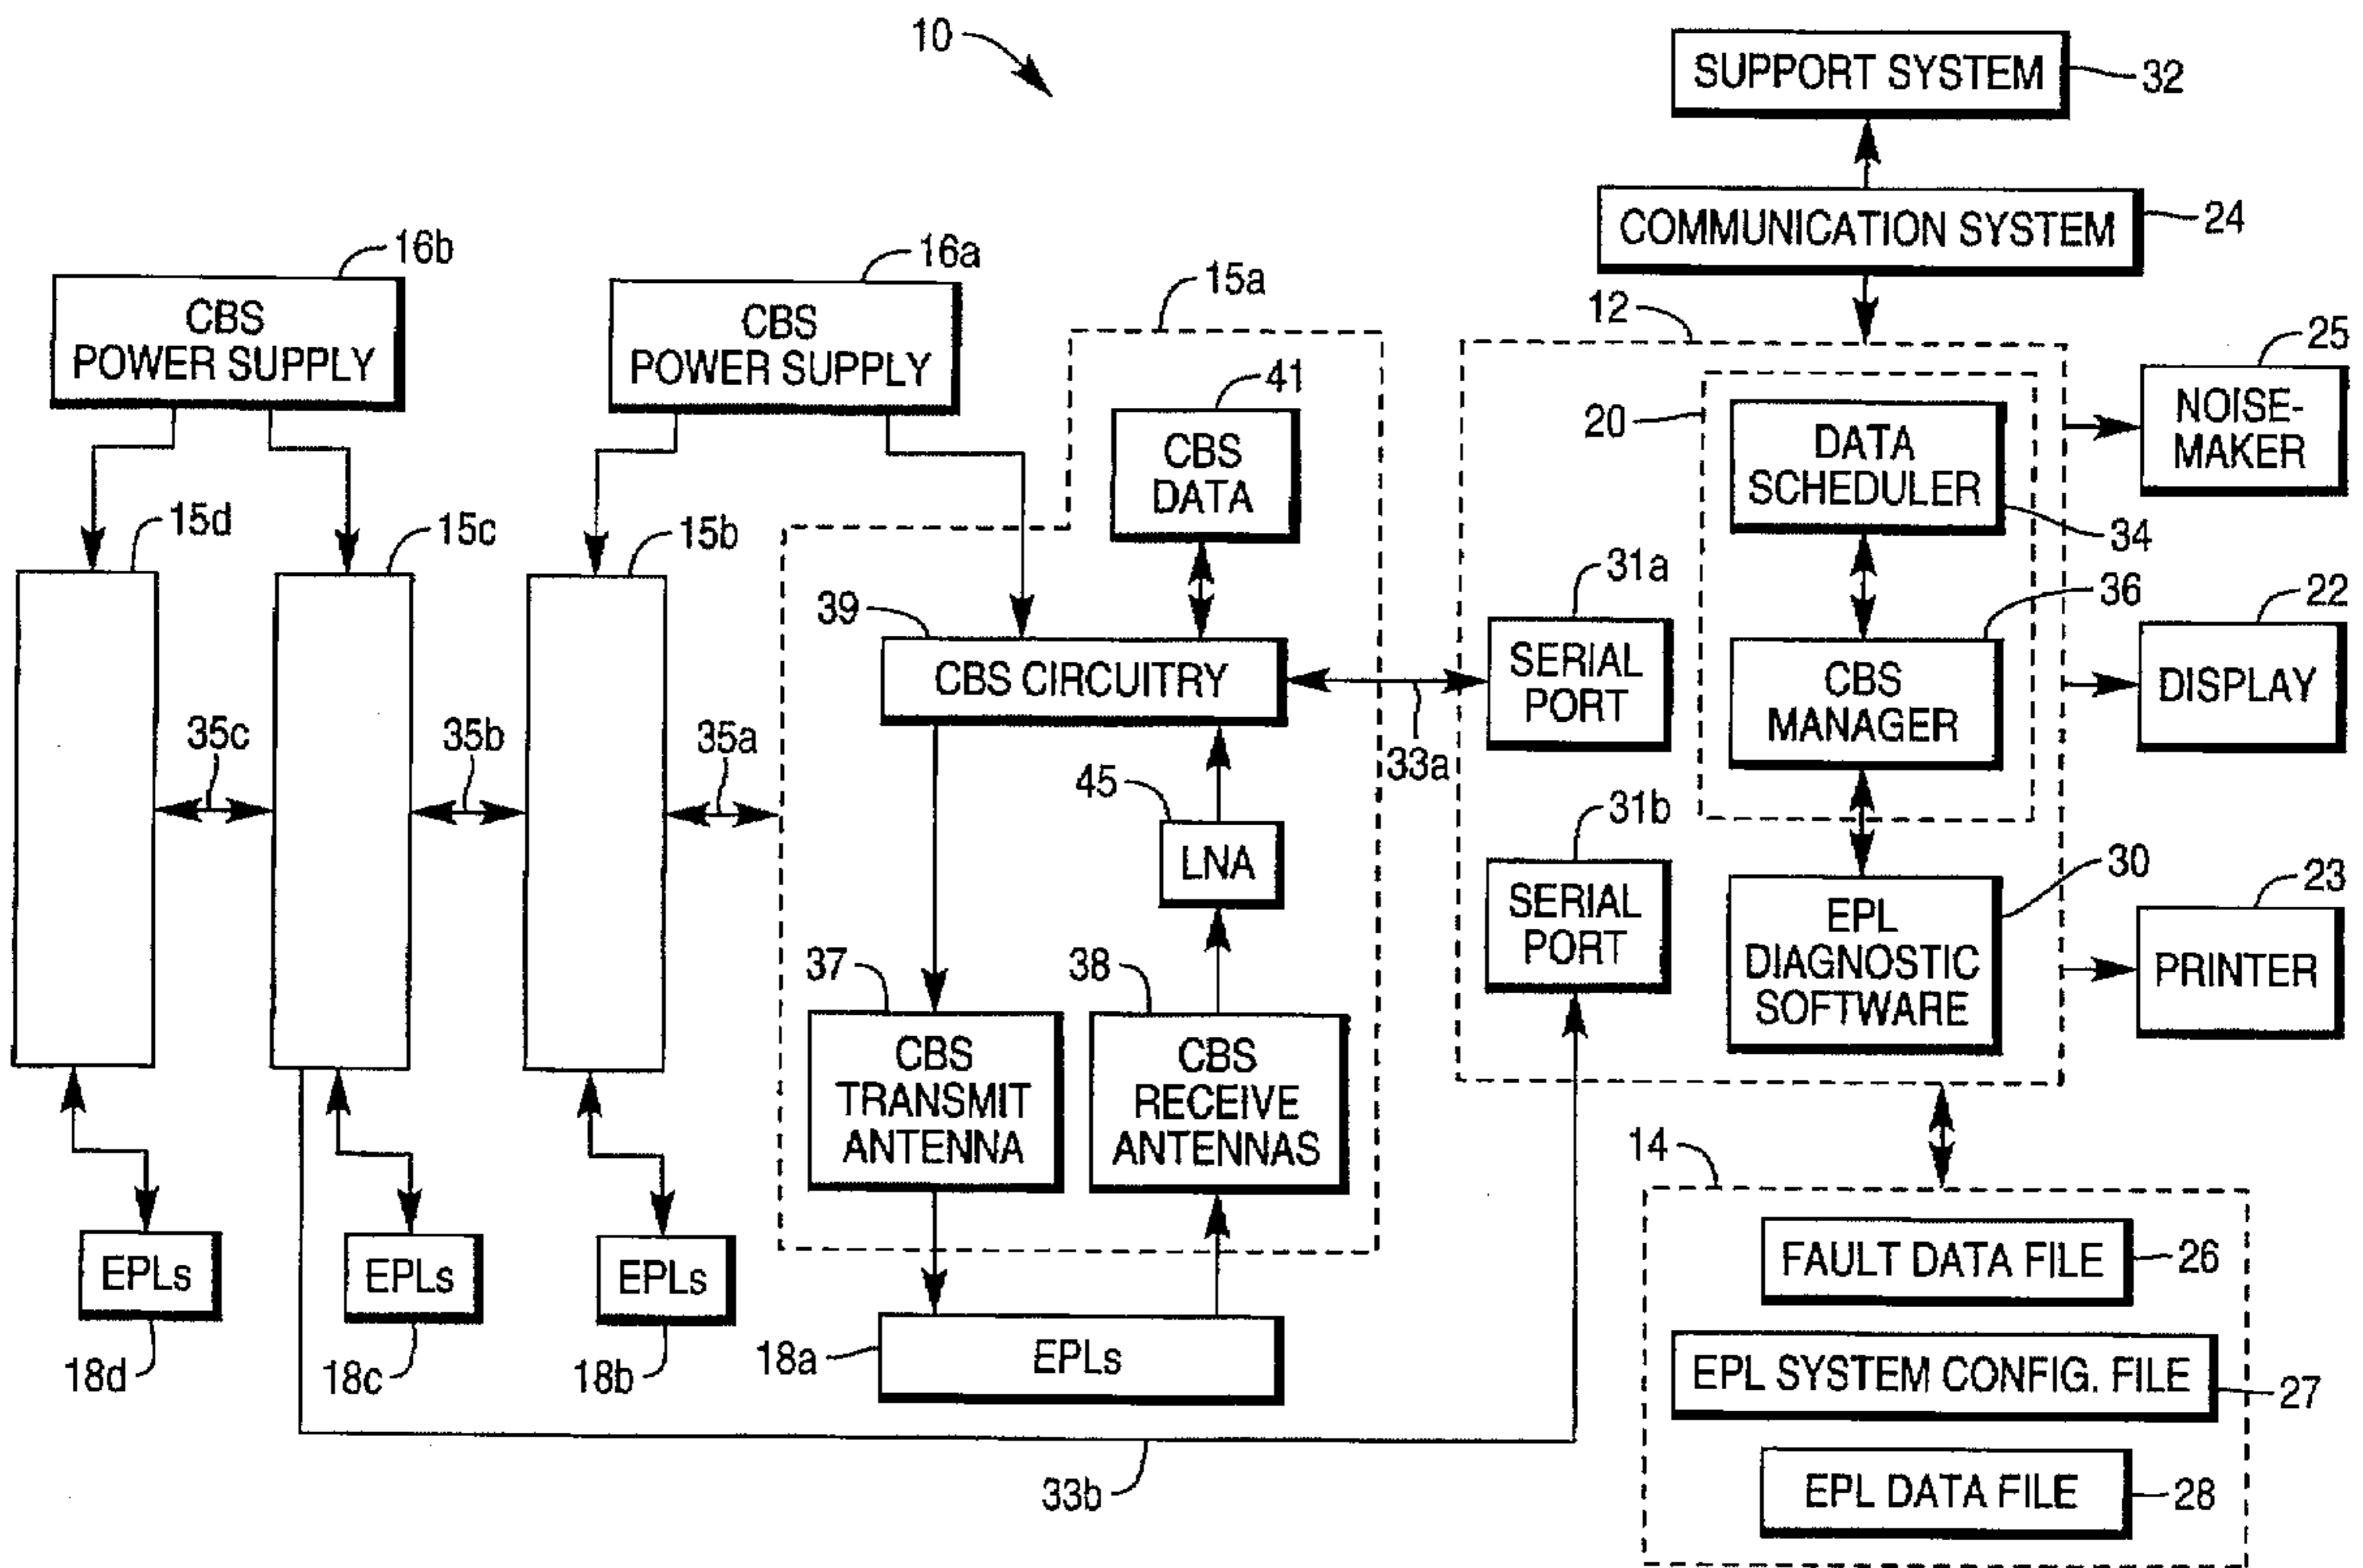 10
SUPPORT SYSTEM
32
COMMUNICATION SYSTEM
24
16b
CBS
POWER SUPPLY
16a
CBS
POWER SUPPLY
15a
12
25
NOISE-
MAKER
41
CBS
DATA
20
DATA
SCHEDULER
34
15d
15c
15b
39
CBS CIRCUITRY
31a
SERIAL
PORT
36
CBS
MANAGER
22
DISPLAY
35c
35b
35a
33a
45
LNA
31b
SERIAL
PORT
30
EPL
DIAGNOSTIC
SOFTWARE
23
PRINTER
37
CBS
TRANSMIT
ANTENNA
38
CBS
RECEIVE
ANTENNAS
14
FAULT DATA FILE
26
EPL SYSTEM CONFIG. FILE
27
EPL DATA FILE
28
EPLs
18d
EPLs
18c
EPLs
18b
18a
EPLs
33b